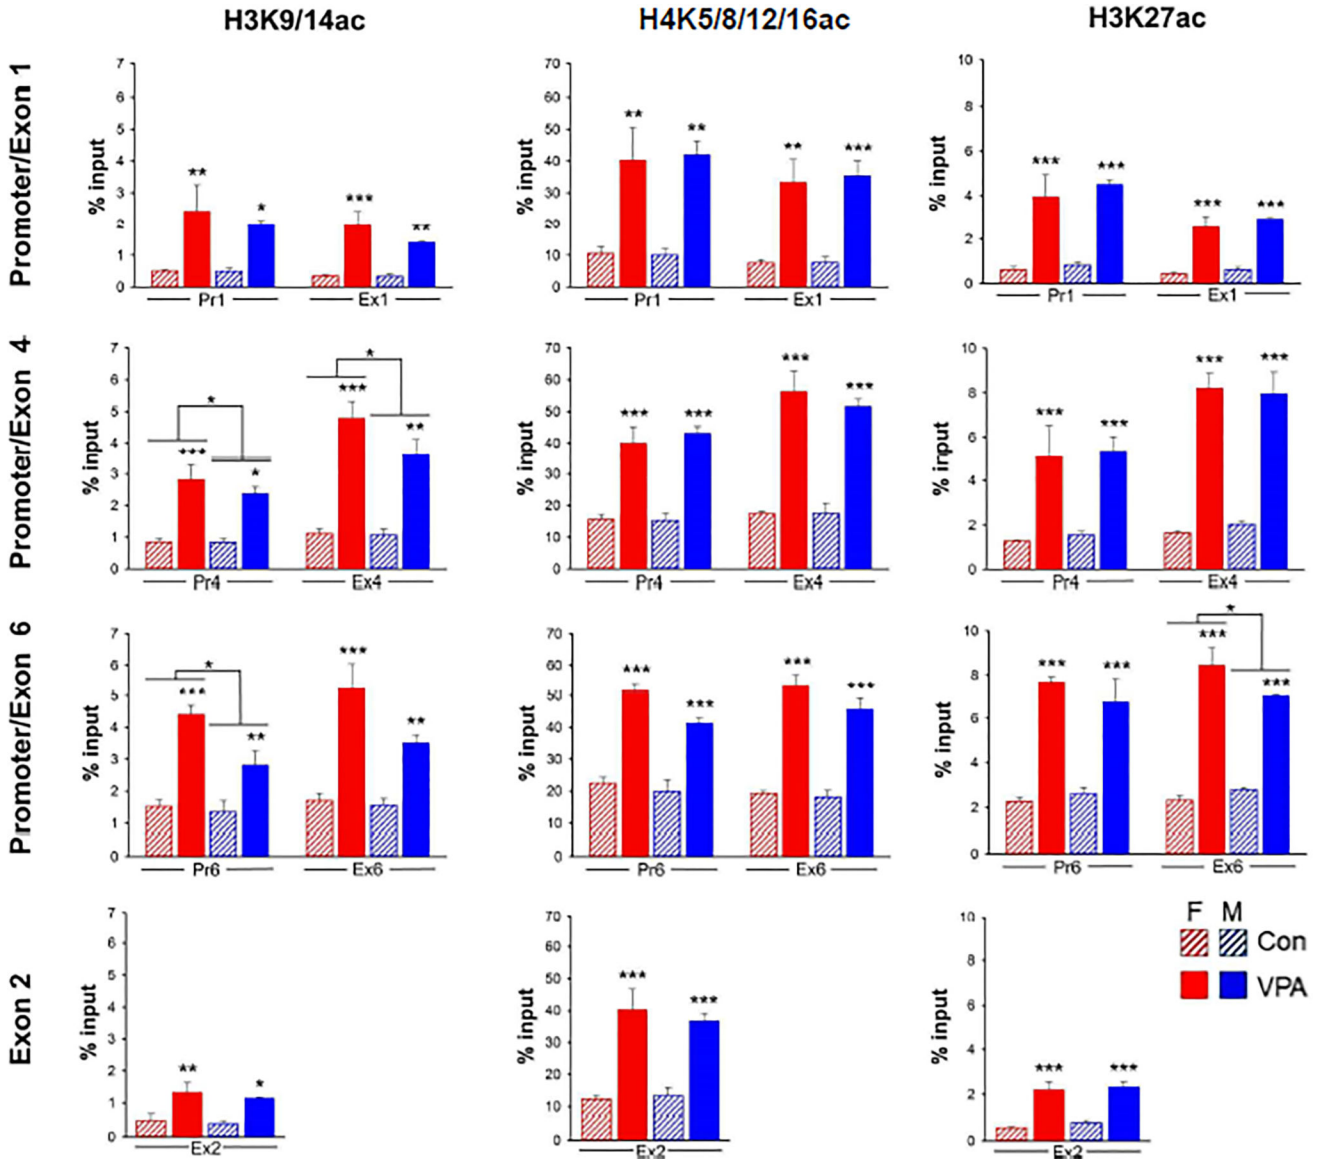 H3K9/14ac H4K5/8/12/16ac H3K27ac
Promoter/Exon 1
% input
7
6
5
4
3
2
1
0
** * *** **
Pr1 Ex1
% input
70
60
50
40
30
20
10
0
** ** ** ***
Pr1 Ex1
% input
10
8
6
4
2
0
*** *** *** ***
Pr1 Ex1
Promoter/Exon 4
% input
7
6
5
4
3
2
1
0
* *
*** * *** **
Pr4 Ex4
% input
70
60
50
40
30
20
10
0
*** *** *** ***
Pr4 Ex4
% input
10
8
6
4
2
0
*** *** *** ***
Pr4 Ex4
Promoter/Exon 6
% input
7
6
5
4
3
2
1
0
*
*** ** *** **
Pr6 Ex6
% input
70
60
50
40
30
20
10
0
*** *** *** ***
Pr6 Ex6
% input
10
8
6
4
2
0
*
*** *** *** ***
Pr6 Ex6
Exon 2
% input
7
6
5
4
3
2
1
0
** *
Ex2
% input
70
60
50
40
30
20
10
0
*** ***
Ex2
% input
10
8
6
4
2
0
*** ***
Ex2
F M
Con
VPA